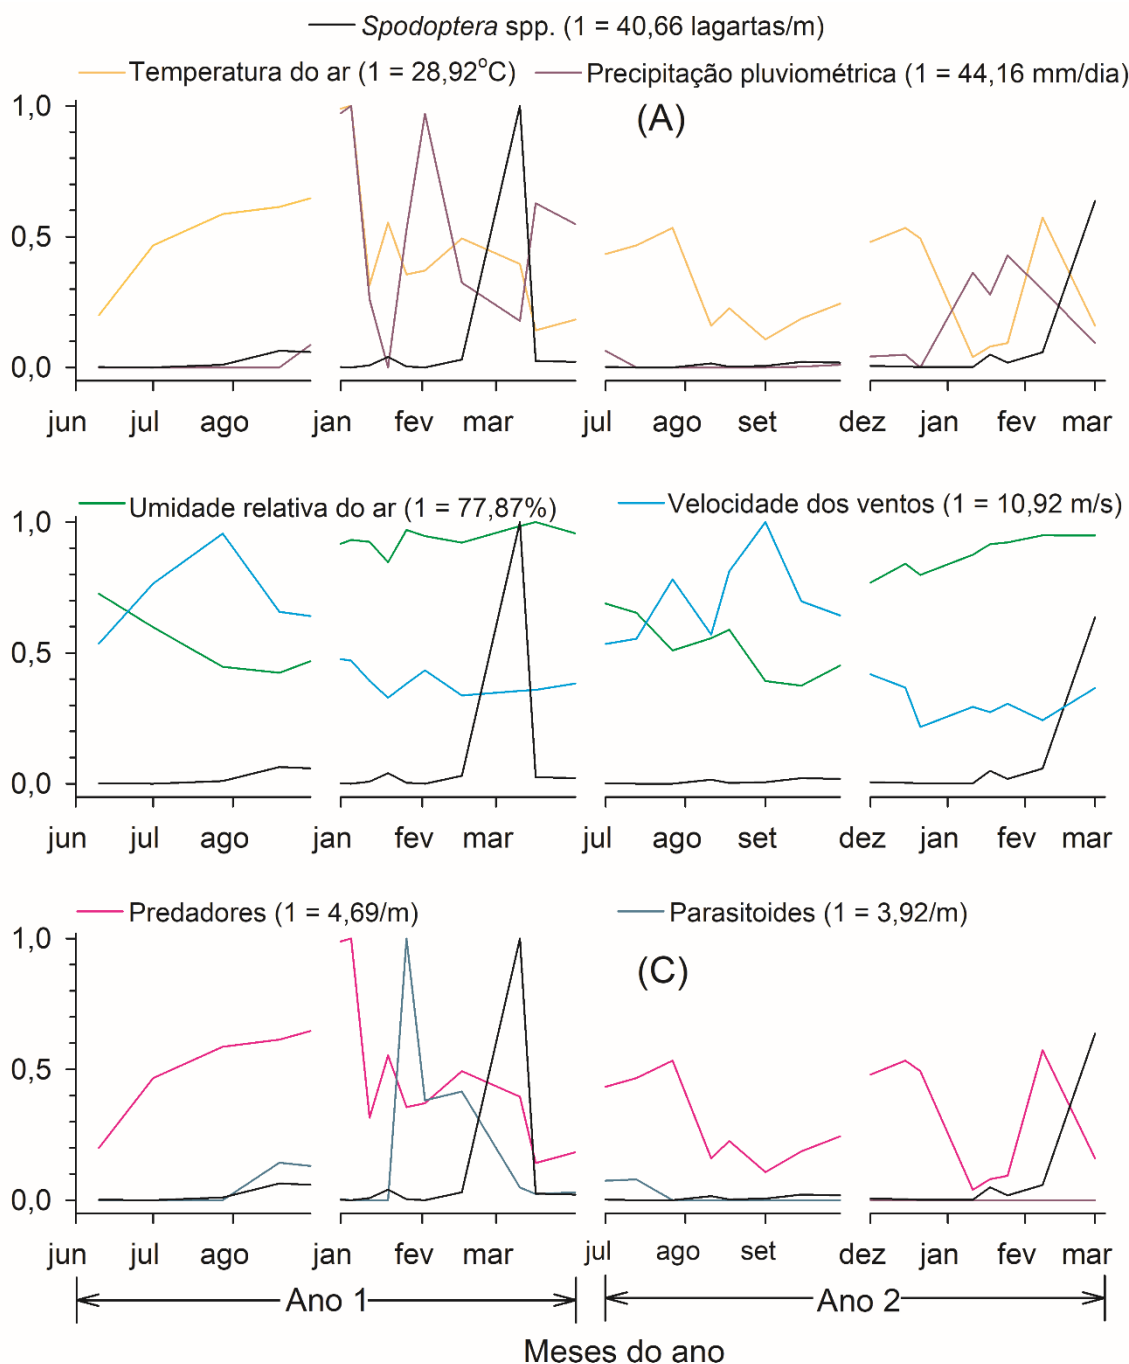 Spodoptera spp. (1 = 40,66 lagartas/m)
Temperatura do ar (1 = 28,92°C) Precipitação pluviométrica (1 = 44,16 mm/dia)
1,0
(A)
0,5
0,0
jun jul ago jan fev mar jul ago set dez jan fev mar
Umidade relativa do ar (1 = 77,87%) Velocidade dos ventos (1 = 10,92 m/s)
1,0
0,5
0,0
jun jul ago jan fev mar jul ago set dez jan fev mar
Predadores (1 = 4,69/m) Parasitoides (1 = 3,92/m)
1,0
(C)
0,5
0,0
jun jul ago jan fev mar jul ago set dez jan fev mar
Ano 1 Ano 2
Meses do ano